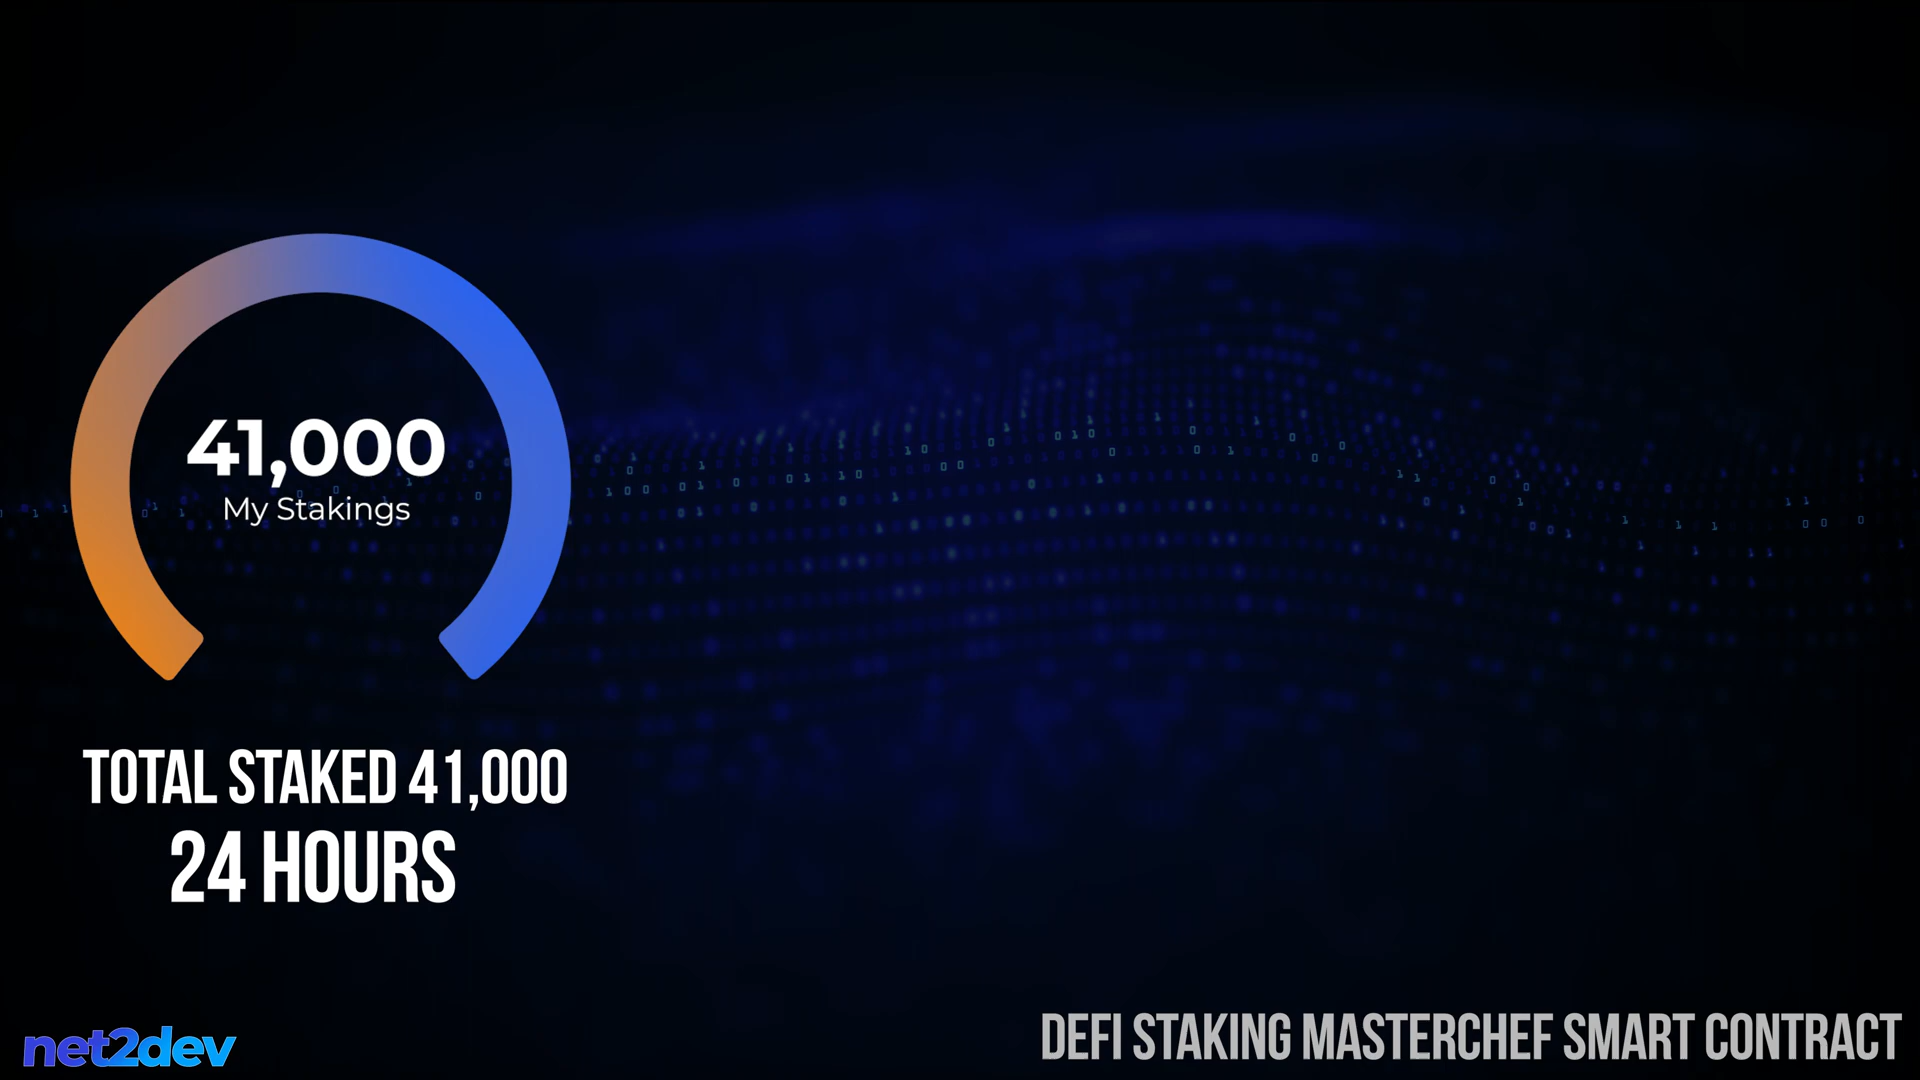 41,000
My Stakings
TOTAL STAKED 41,000
24 HOURS
net2dev
DEFI STAKING MASTERCHEF SMART CONTRACT